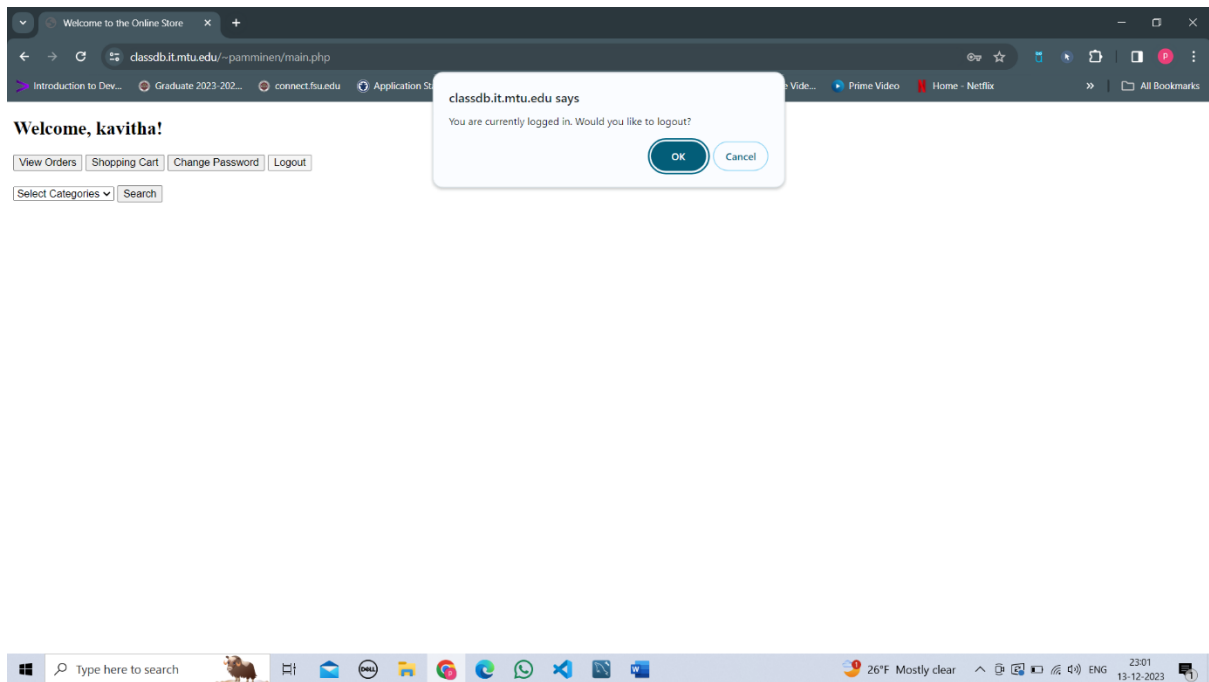 Welcome to the Online Store
classdb.it.mtu.edu/~pamminen/main.php
P
Introduction to Dev... Graduate 2023-202... connect.fsu.edu Application St Vide... Prime Video Home - Netflix » All Bookmarks
classdb.it.mtu.edu says
You are currently logged in. Would you like to logout?
OK Cancel
Welcome, kavitha!
View Orders Shopping Cart Change Password Logout
Select Categories Search
Type here to search DELL W 26°F Mostly clear ENG 23:01
13-12-2023